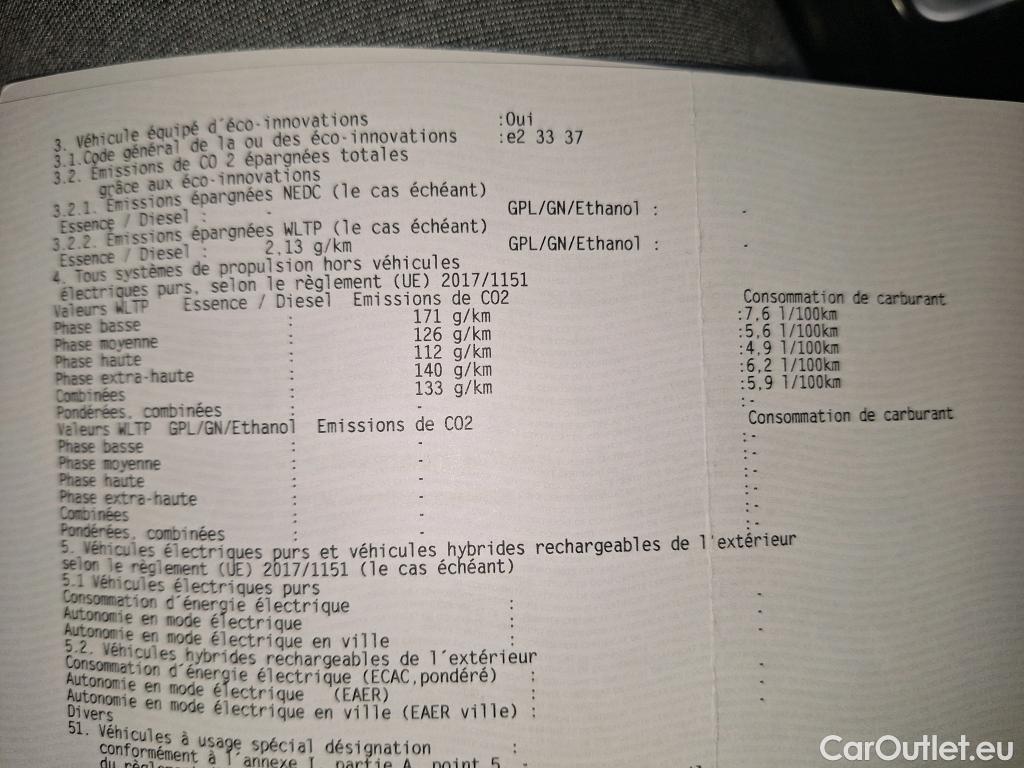 3. Véhicule équipé d'éco-innovations :Oui
3.1.Code général de la ou des éco-innovations :e2 33 37
3.2. Emissions de CO 2 épargnées totales
grâce aux éco-innovations
3.2.1. Emissions épargnées NEDC (le cas échéant)
Essence / Diesel : - GPL/GN/Ethanol : -
3.2.2. Emissions épargnées WLTP (le cas échéant)
Essence / Diesel : 2,13 g/km GPL/GN/Ethanol : -
4. Tous systèmes de propulsion hors véhicules
électriques purs, selon le règlement (UE) 2017/1151
Valeurs WLTP Essence / Diesel Emissions de CO2 Consommation de carburant
Phase basse : 171 g/km :7,6 l/100km
Phase moyenne : 126 g/km :5,6 l/100km
Phase haute : 112 g/km :4,9 l/100km
Phase extra-haute : 140 g/km :6,2 l/100km
Combinées : 133 g/km :5,9 l/100km
Pondérées, combinées : - :-
Valeurs WLTP GPL/GN/Ethanol Emissions de CO2 Consommation de carburant
Phase basse : - :-
Phase moyenne : - :-
Phase haute : - :-
Phase extra-haute : - :-
Combinées : - :-
Pondérées, combinées : - :-
5. Véhicules électriques purs et véhicules hybrides rechargeables de l'extérieur
selon le règlement (UE) 2017/1151 (le cas échéant)
5.1 Véhicules électriques purs
Consommation d'énergie électrique : -
Autonomie en mode électrique : -
Autonomie en mode électrique en ville : -
5.2. Véhicules hybrides rechargeables de l'extérieur
Consommation d'énergie électrique (ECAC,pondéré) : -
Autonomie en mode électrique (EAER) : -
Autonomie en mode électrique en ville (EAER ville) : -
Divers
51. Véhicules à usage spécial désignation :
conformément à l'annexe I, partie A, point 5, -
CarOutlet.eu